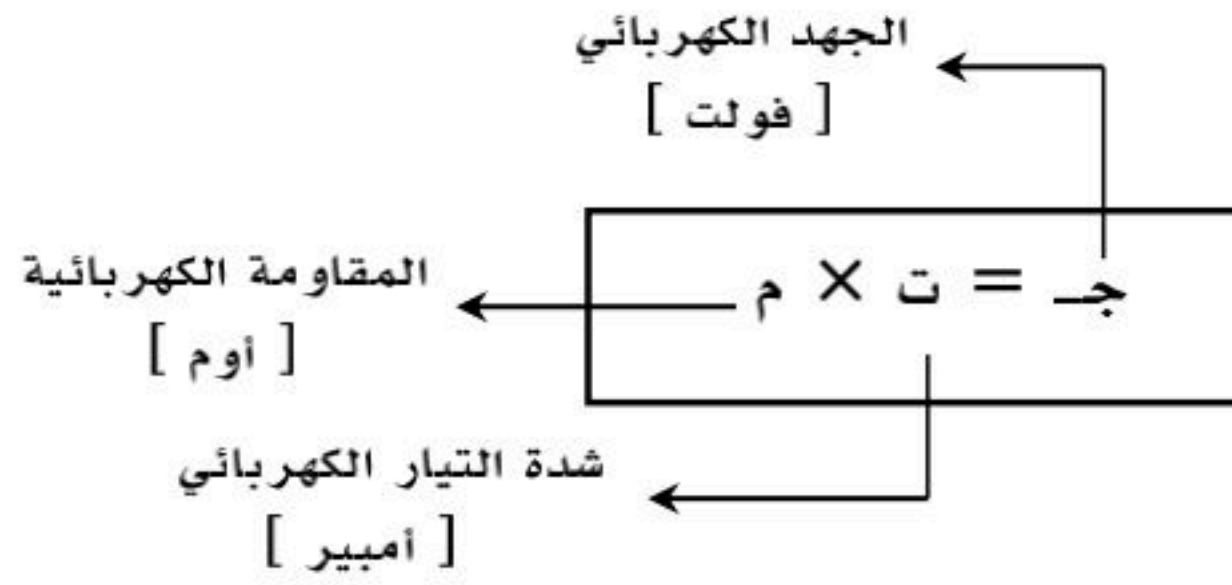 الجهد الكهربائي
[ فولت ]
جـ = ت × م
المقاومة الكهربائية
[ أوم ]
شدة التيار الكهربائي
[ أمبير ]